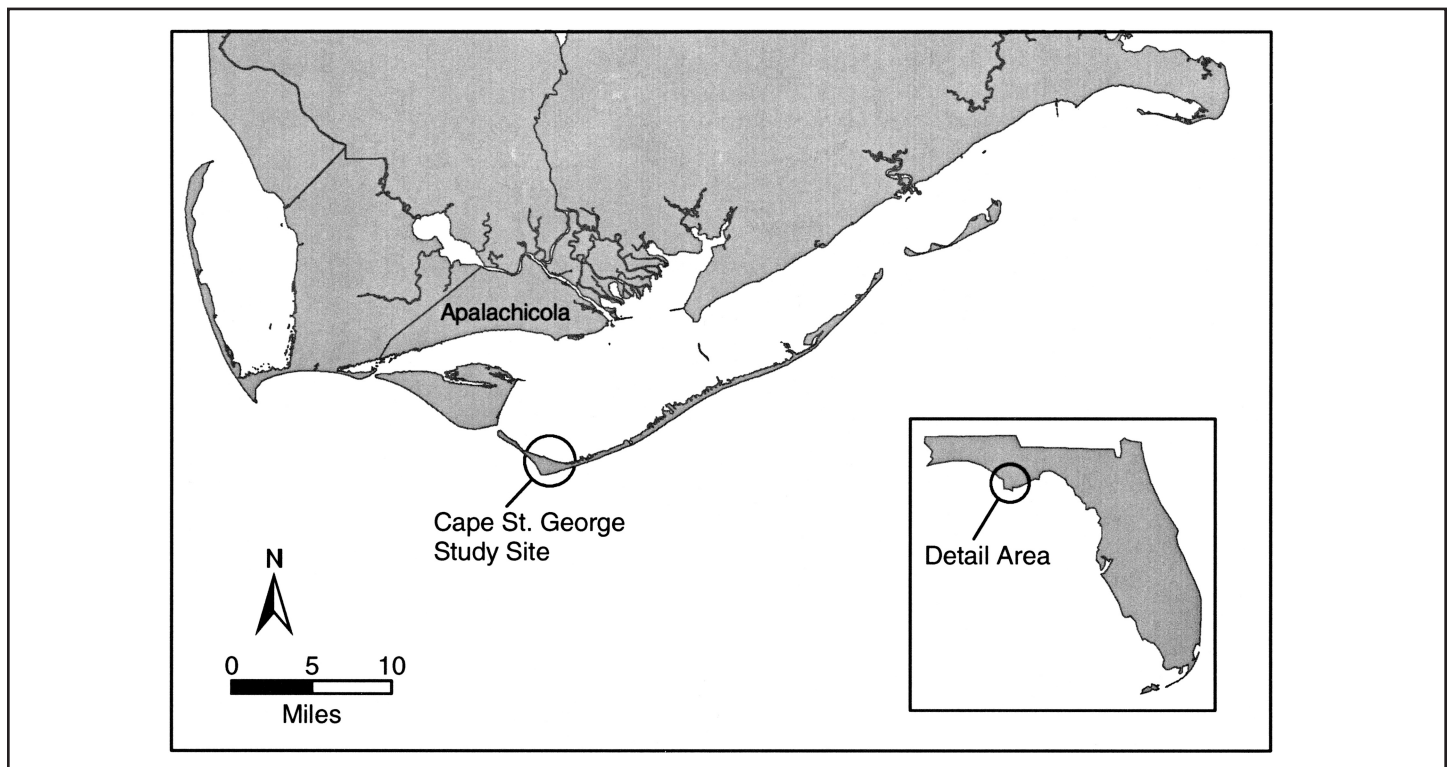 Apalachicola
Cape St. George
Study Site
Detail Area
N
0 5 10
Miles